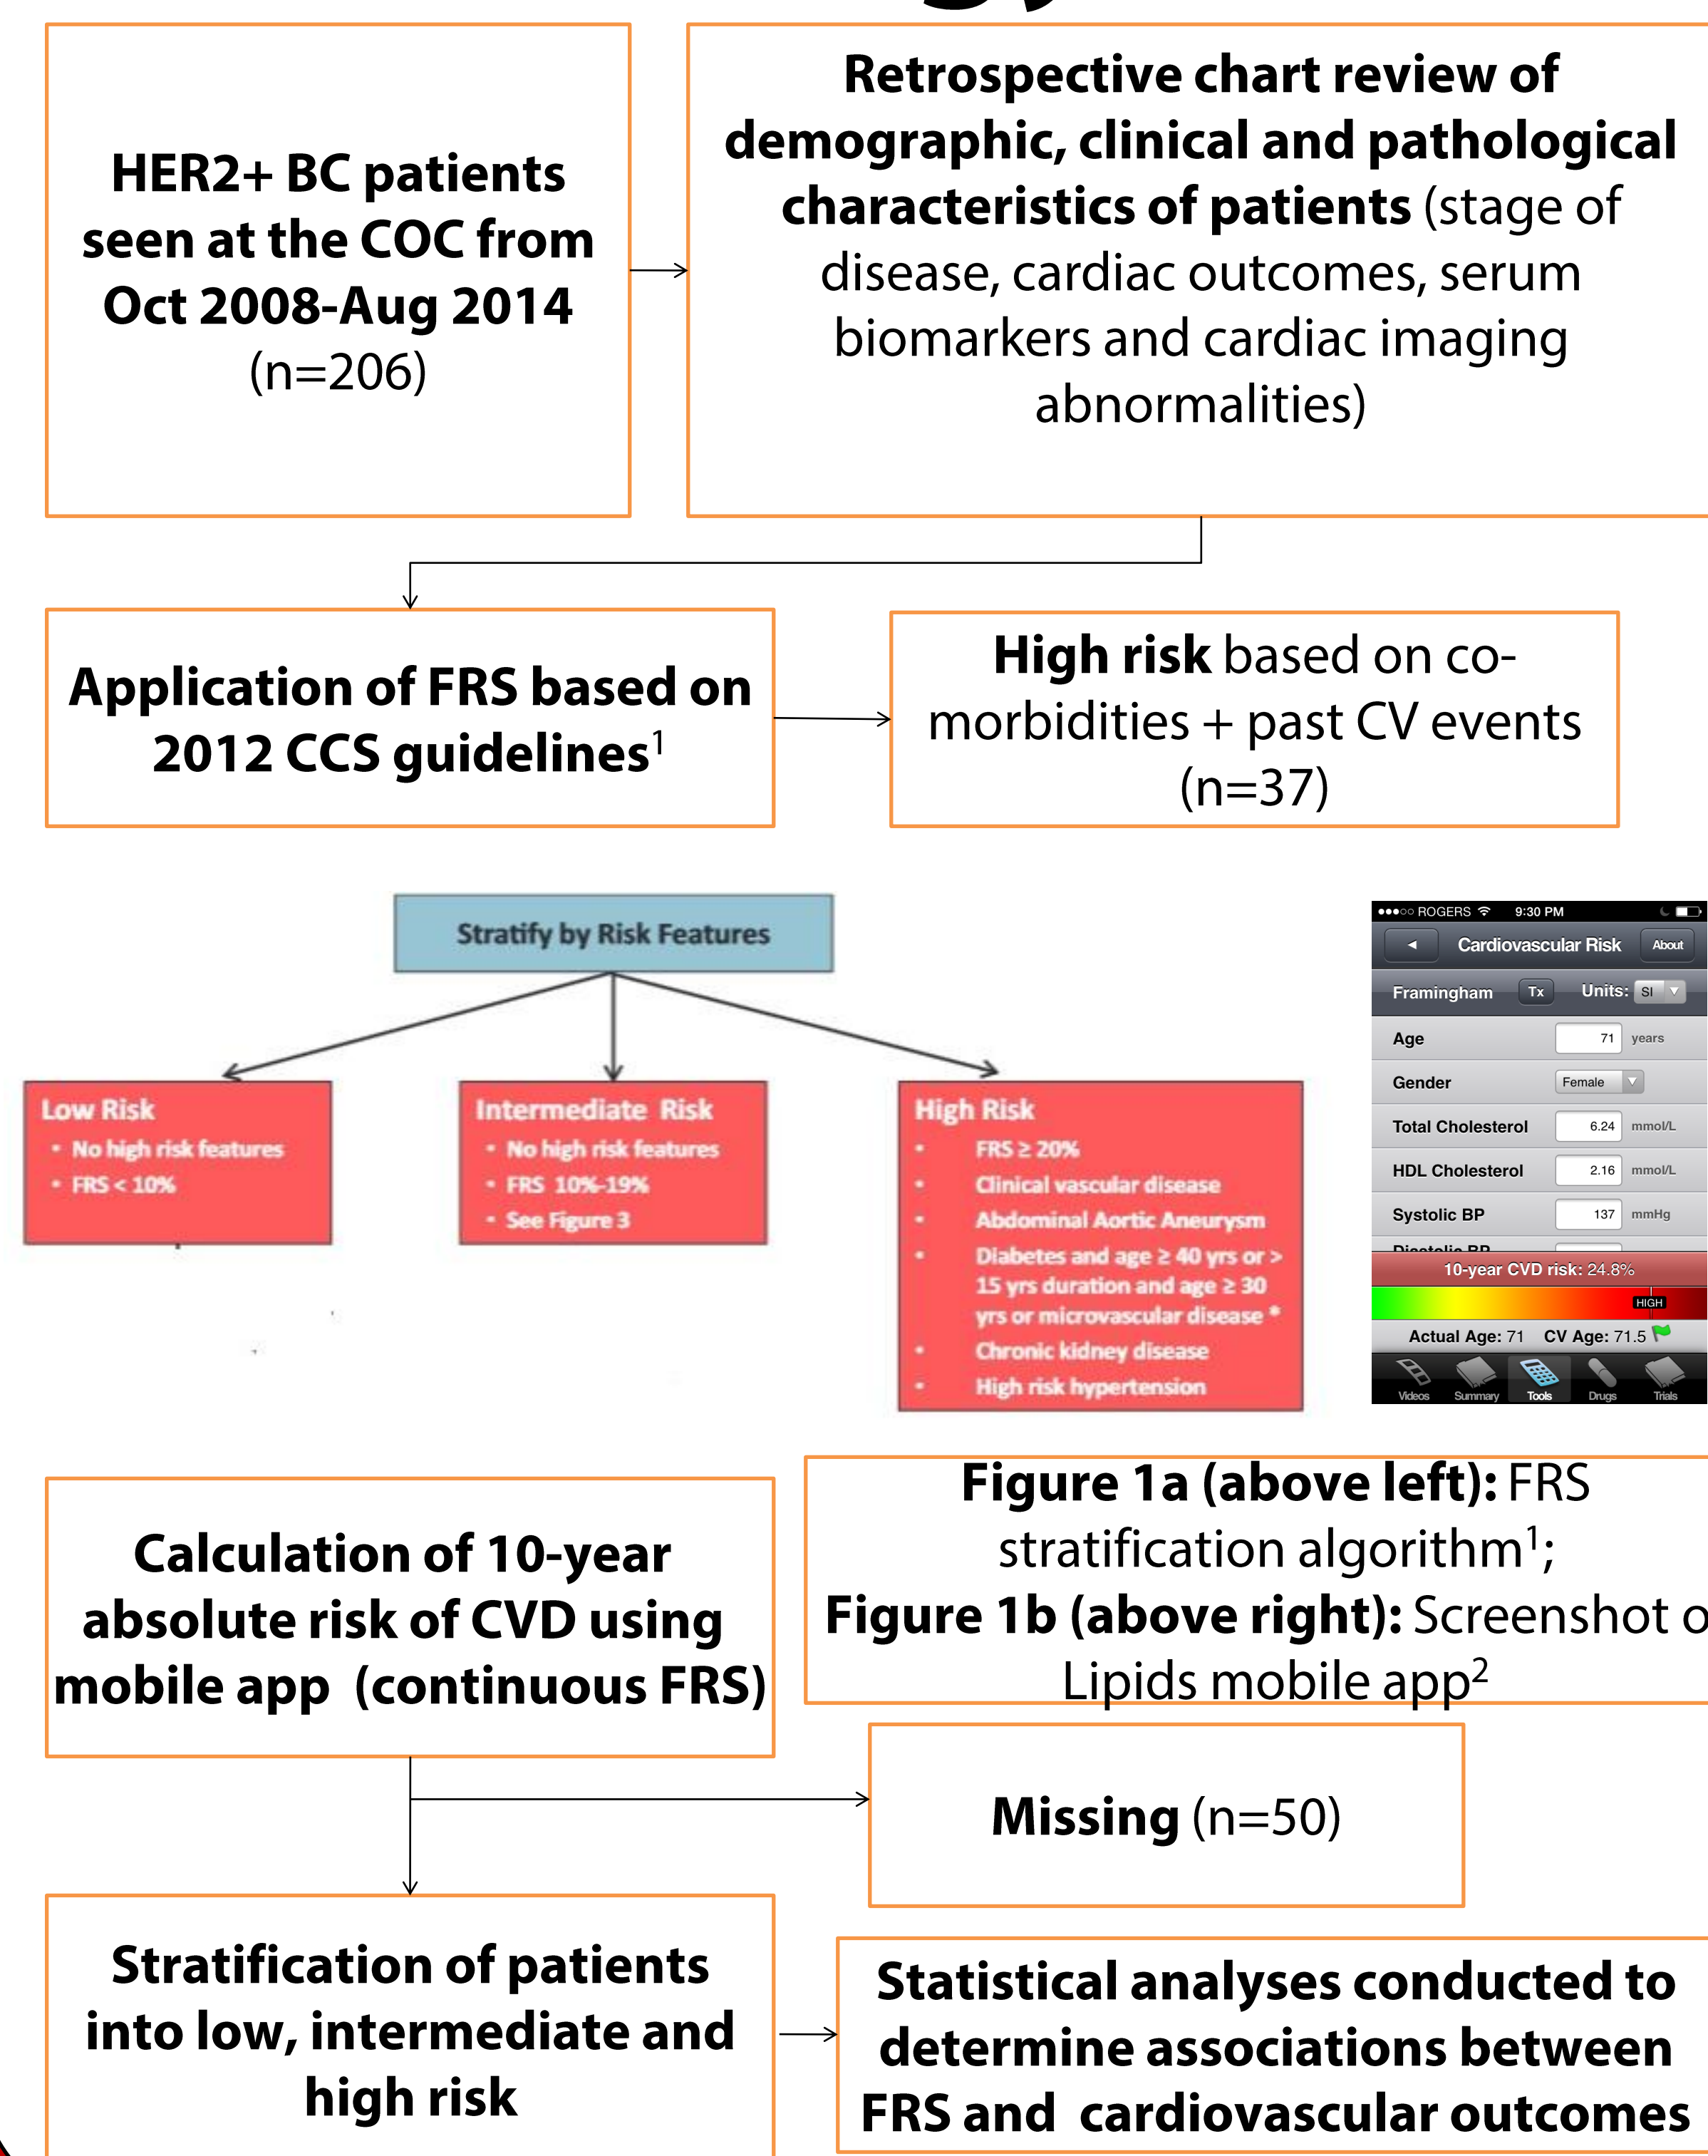 HER2+ BC patients
seen at the COC from
Oct 2008-Aug 2014
(n=206)
Retrospective chart review of
demographic, clinical and pathological
characteristics of patients (stage of
disease, cardiac outcomes, serum
biomarkers and cardiac imaging
abnormalities)
Application of FRS based on
2012 CCS guidelines¹
High risk based on co-
morbidities + past CV events
(n=37)
Stratify by Risk Features
Low Risk
• No high risk features
• FRS < 10%
Intermediate Risk
• No high risk features
• FRS 10%-19%
• See Figure 3
High Risk
• FRS ≥ 20%
• Clinical vascular disease
• Abdominal Aortic Aneurysm
• Diabetes and age ≥ 40 yrs or >
15 yrs duration and age ≥ 30
yrs or microvascular disease *
• Chronic kidney disease
• High risk hypertension
ROGERS 9:30 PM
Cardiovascular Risk About
Framingham Tx Units: SI
Age 71 years
Gender Female
Total Cholesterol 6.24 mmol/L
HDL Cholesterol 2.16 mmol/L
Systolic BP 137 mmHg
Diastolic BP
10-year CVD risk: 24.8%
HIGH
Actual Age: 71 CV Age: 71.5
Videos Summary Tools Drugs Trials
Calculation of 10-year
absolute risk of CVD using
mobile app (continuous FRS)
Figure 1a (above left): FRS
stratification algorithm¹;
Figure 1b (above right): Screenshot o
Lipids mobile app²
Missing (n=50)
Stratification of patients
into low, intermediate and
high risk
Statistical analyses conducted to
determine associations between
FRS and cardiovascular outcomes